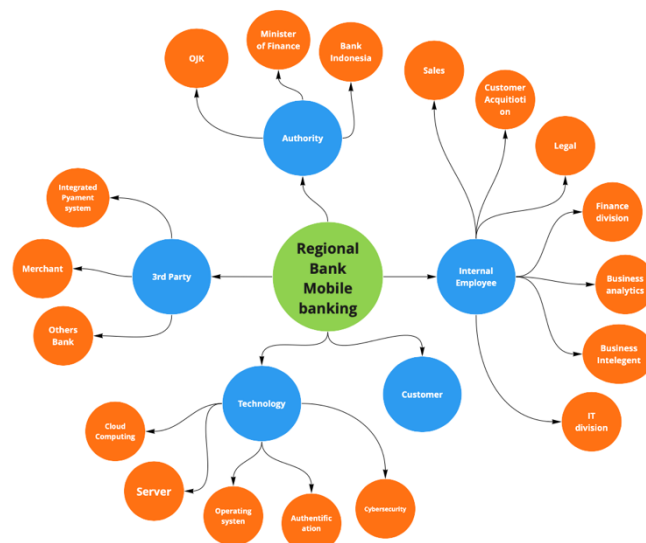 OJK
Minister
of Finance
Bank
Indonesia
Sales
Customer
Acquitioti
on
Legal
Authority
Integrated
Pyament
system
Merchant
Others
Bank
3rd Party
Regional
Bank
Mobile
banking
Internal
Employee
Finance
division
Business
analytics
Business
Intelegent
IT
division
Technology
Customer
Cloud
Computing
Server
Operating
systen
Authentific
ation
Cybersecurity